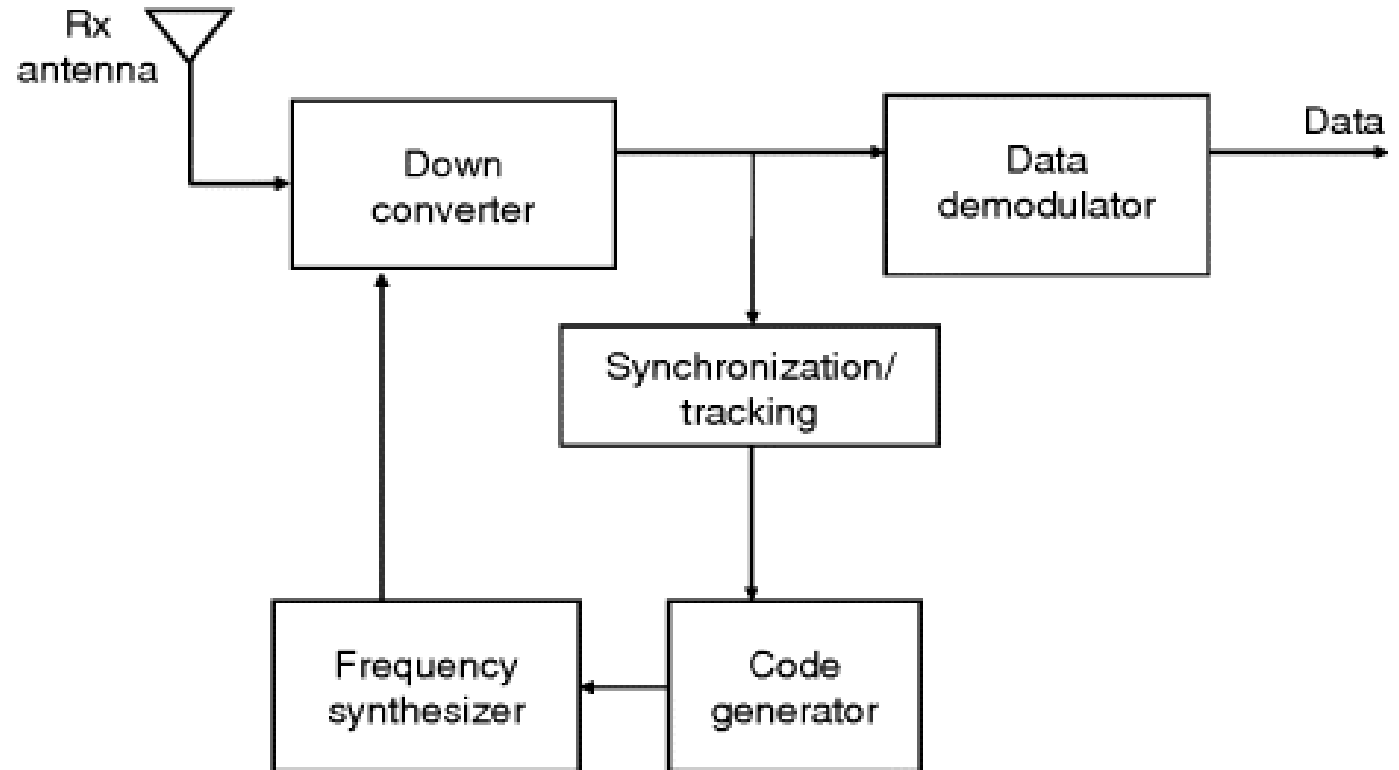 Rx
antenna
Down
converter
Data
demodulator
Data
Synchronization/
tracking
Frequency
synthesizer
Code
generator